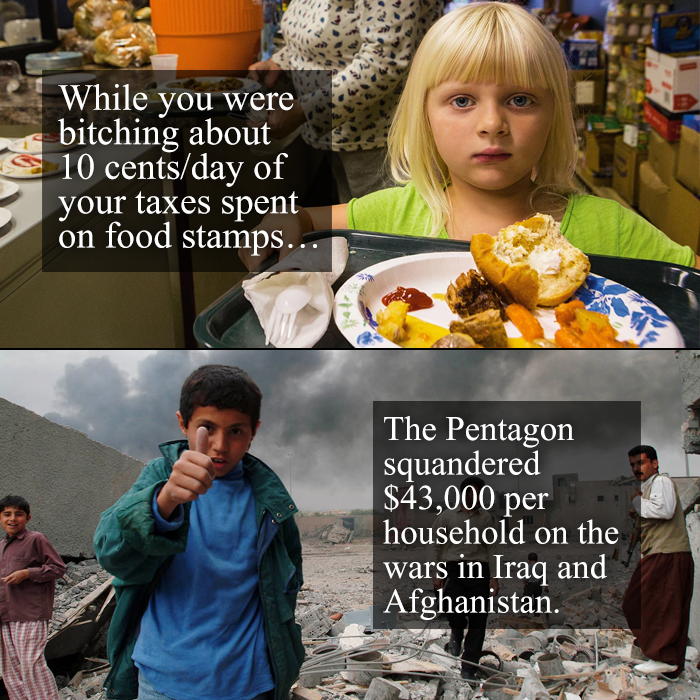 While you were
bitching about
10 cents/day of
your taxes spent
on food stamps…
The Pentagon
squandered
$43,000 per
household on the
wars in Iraq and
Afghanistan.